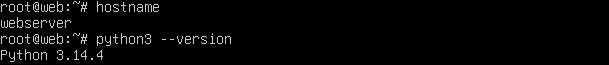 root@web:~# hostname
webserver
root@web:~# python3 --version
Python 3.14.4